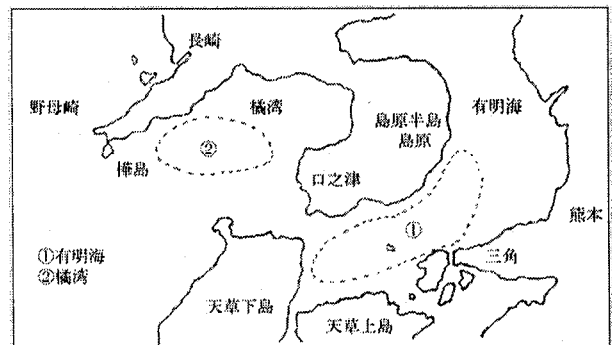 長崎
野母崎
橘湾
島原半島
島原
有明海
②
樺島
口之津
①
熊本
①有明海
②橘湾
三角
天草下島
天草上島